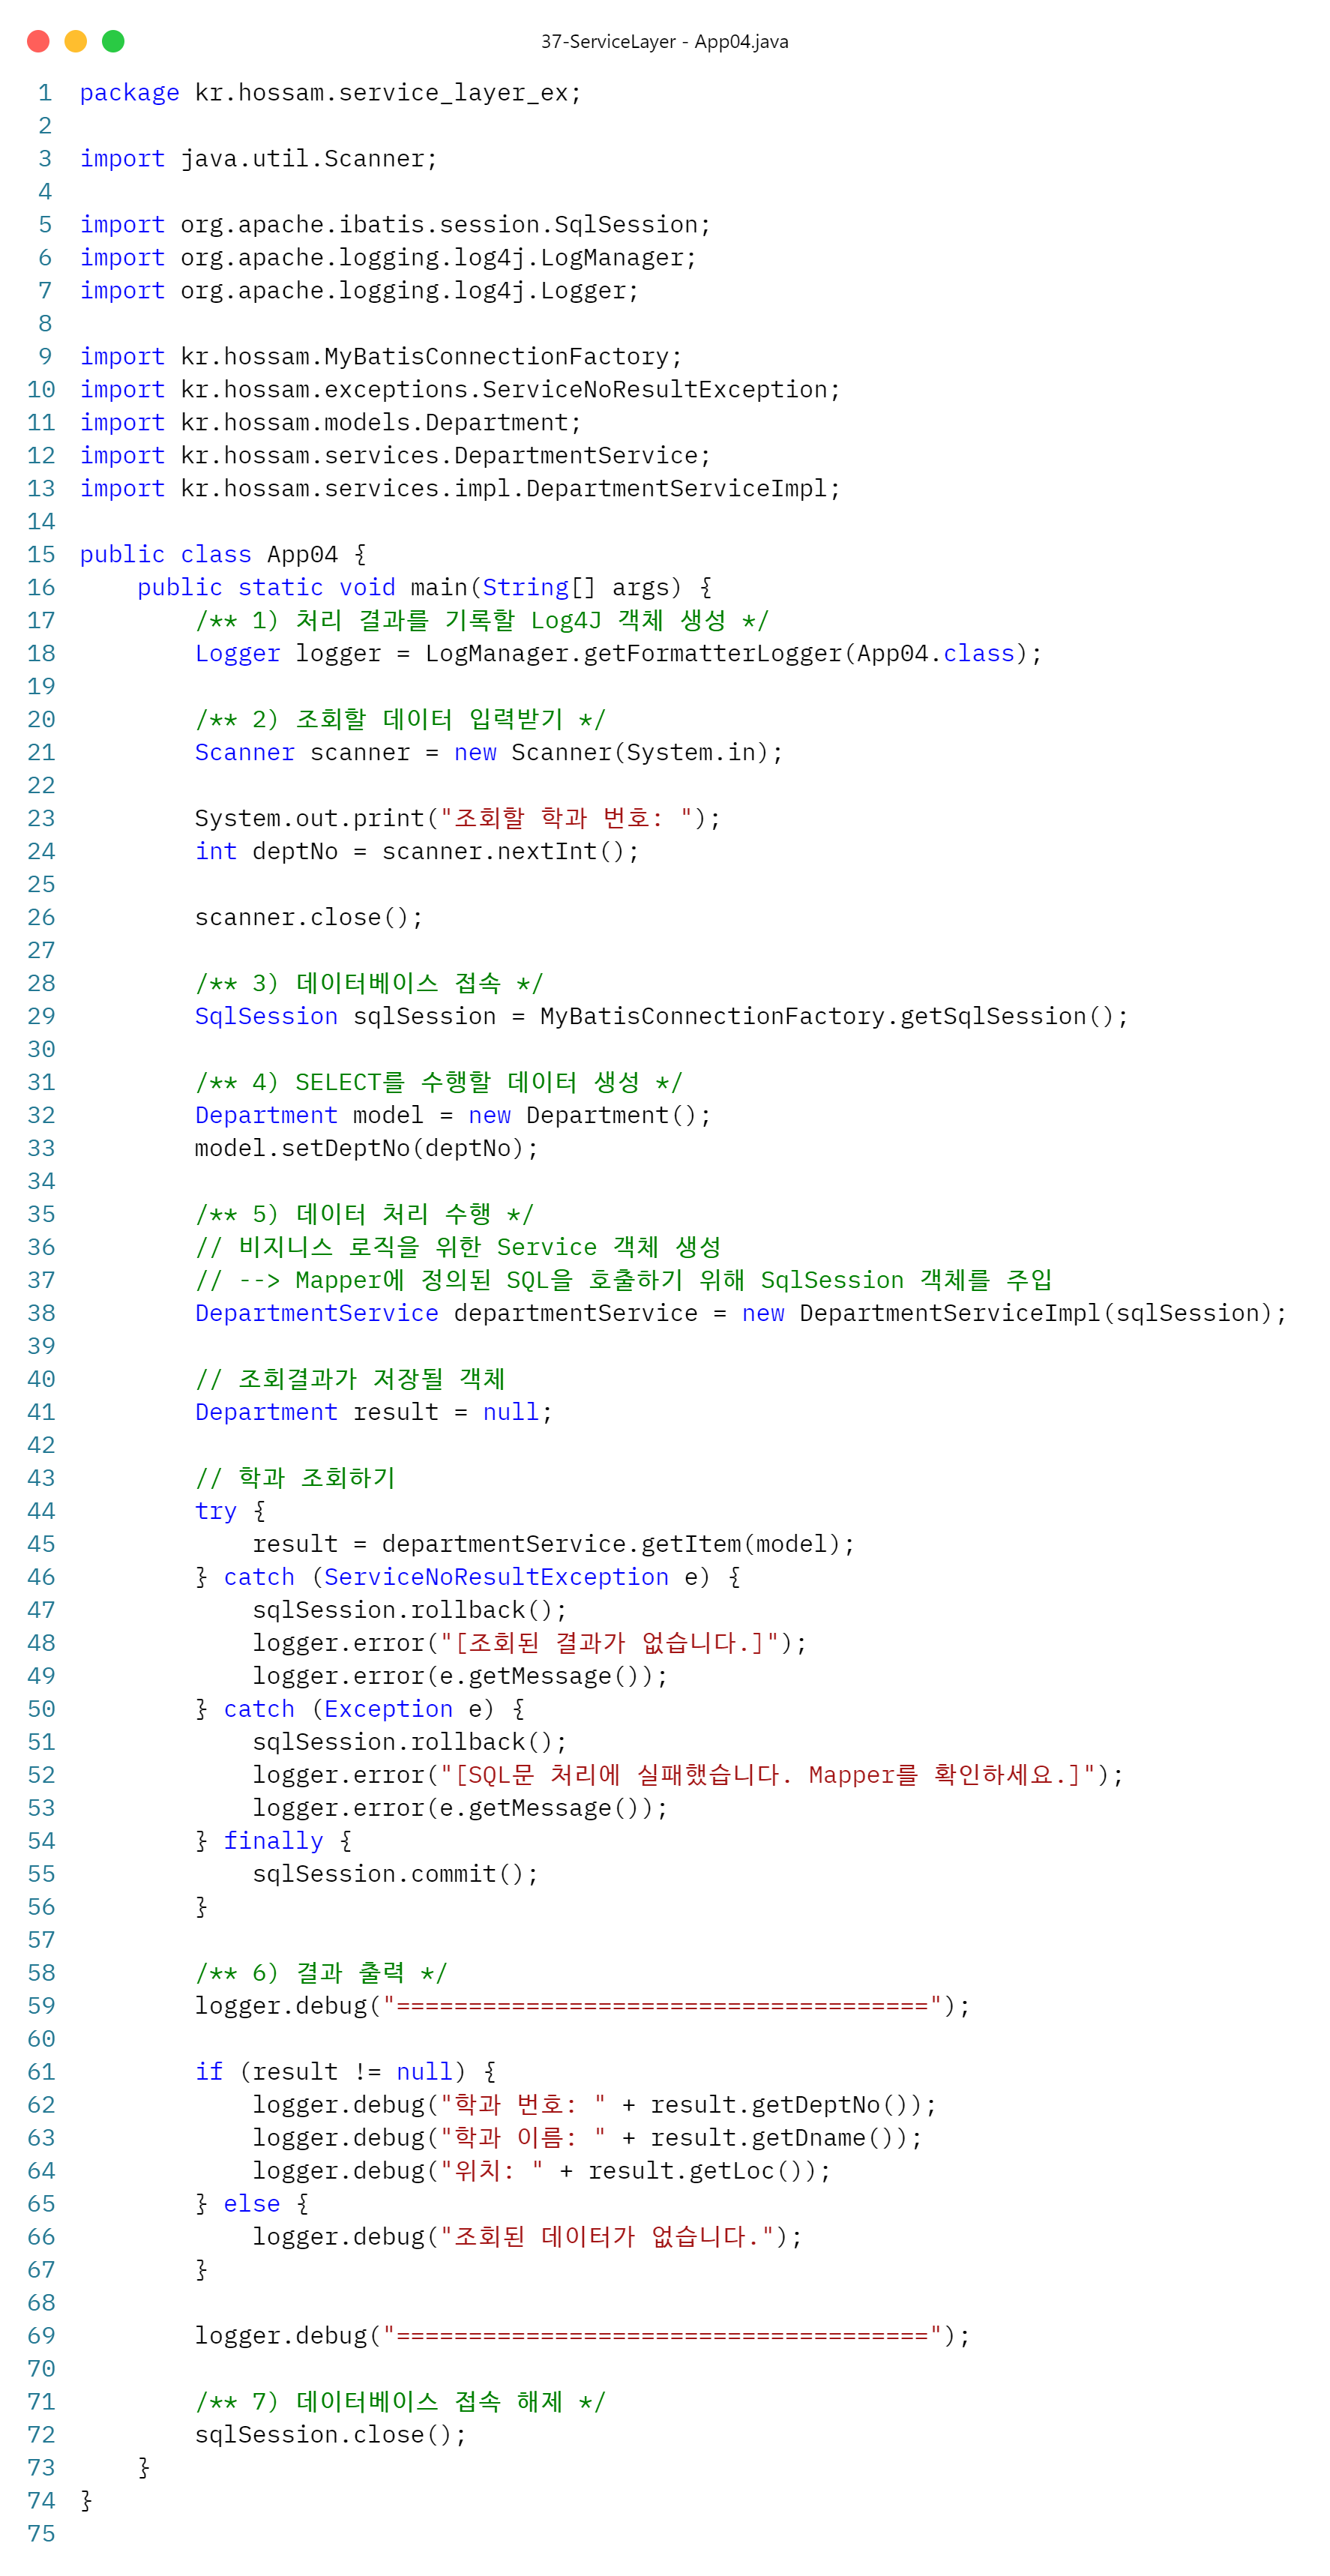 37-ServiceLayer - App04.java
1 package kr.hossam.service_layer_ex;
2
3 import java.util.Scanner;
4
5 import org.apache.ibatis.session.SqlSession;
6 import org.apache.logging.log4j.LogManager;
7 import org.apache.logging.log4j.Logger;
8
9 import kr.hossam.MyBatisConnectionFactory;
10 import kr.hossam.exceptions.ServiceNoResultException;
11 import kr.hossam.models.Department;
12 import kr.hossam.services.DepartmentService;
13 import kr.hossam.services.impl.DepartmentServiceImpl;
14
15 public class App04 {
16     public static void main(String[] args) {
17         /** 1) 처리 결과를 기록할 Log4J 객체 생성 */
18         Logger logger = LogManager.getFormatterLogger(App04.class);
19
20         /** 2) 조회할 데이터 입력받기 */
21         Scanner scanner = new Scanner(System.in);
22
23         System.out.print("조회할 학과 번호: ");
24         int deptNo = scanner.nextInt();
25
26         scanner.close();
27
28         /** 3) 데이터베이스 접속 */
29         SqlSession sqlSession = MyBatisConnectionFactory.getSqlSession();
30
31         /** 4) SELECT를 수행할 데이터 생성 */
32         Department model = new Department();
33         model.setDeptNo(deptNo);
34
35         /** 5) 데이터 처리 수행 */
36         // 비지니스 로직을 위한 Service 객체 생성
37         // --> Mapper에 정의된 SQL을 호출하기 위해 SqlSession 객체를 주입
38         DepartmentService departmentService = new DepartmentServiceImpl(sqlSession);
39
40         // 조회결과가 저장될 객체
41         Department result = null;
42
43         // 학과 조회하기
44         try {
45             result = departmentService.getItem(model);
46         } catch (ServiceNoResultException e) {
47             sqlSession.rollback();
48             logger.error("[조회된 결과가 없습니다.]");
49             logger.error(e.getMessage());
50         } catch (Exception e) {
51             sqlSession.rollback();
52             logger.error("[SQL문 처리에 실패했습니다. Mapper를 확인하세요.]");
53             logger.error(e.getMessage());
54         } finally {
55             sqlSession.commit();
56         }
57
58         /** 6) 결과 출력 */
59         logger.debug("=====================================");
60
61         if (result != null) {
62             logger.debug("학과 번호: " + result.getDeptNo());
63             logger.debug("학과 이름: " + result.getDname());
64             logger.debug("위치: " + result.getLoc());
65         } else {
66             logger.debug("조회된 데이터가 없습니다.");
67         }
68
69         logger.debug("=====================================");
70
71         /** 7) 데이터베이스 접속 해제 */
72         sqlSession.close();
73     }
74 }
75